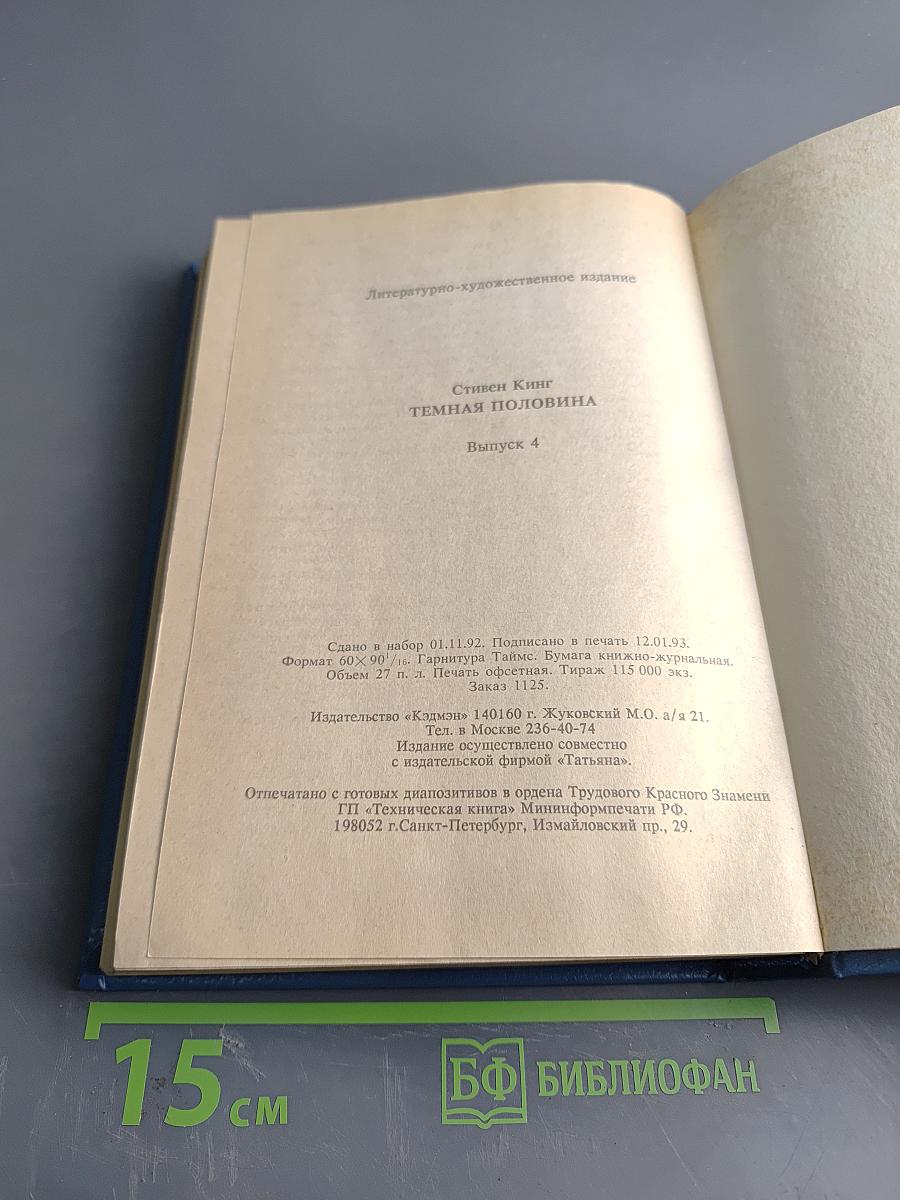 Литературно-художественное издание
Стивен Кинг
ТЕМНАЯ ПОЛОВИНА
Выпуск 4
Сдано в набор 01.11.92. Подписано в печать 12.01.93.
Формат 60×90 1/16. Гарнитура Таймс. Бумага книжно-журнальная.
Объем 27 п. л. Печать офсетная. Тираж 115 000 экз.
Заказ 1125.
Издательство «Кэдмэн» 140160 г. Жуковский М.О. а/я 21.
Тел. в Москве 236-40-74
Издание осуществлено совместно
с издательской фирмой «Татьяна».
Отпечатано с готовых диапозитивов в ордена Трудового Красного Знамени
ГП «Техническая книга» Мининформпечати РФ.
198052 г.Санкт-Петербург, Измайловский пр., 29.
15 см
БФ БИБЛИОФАН